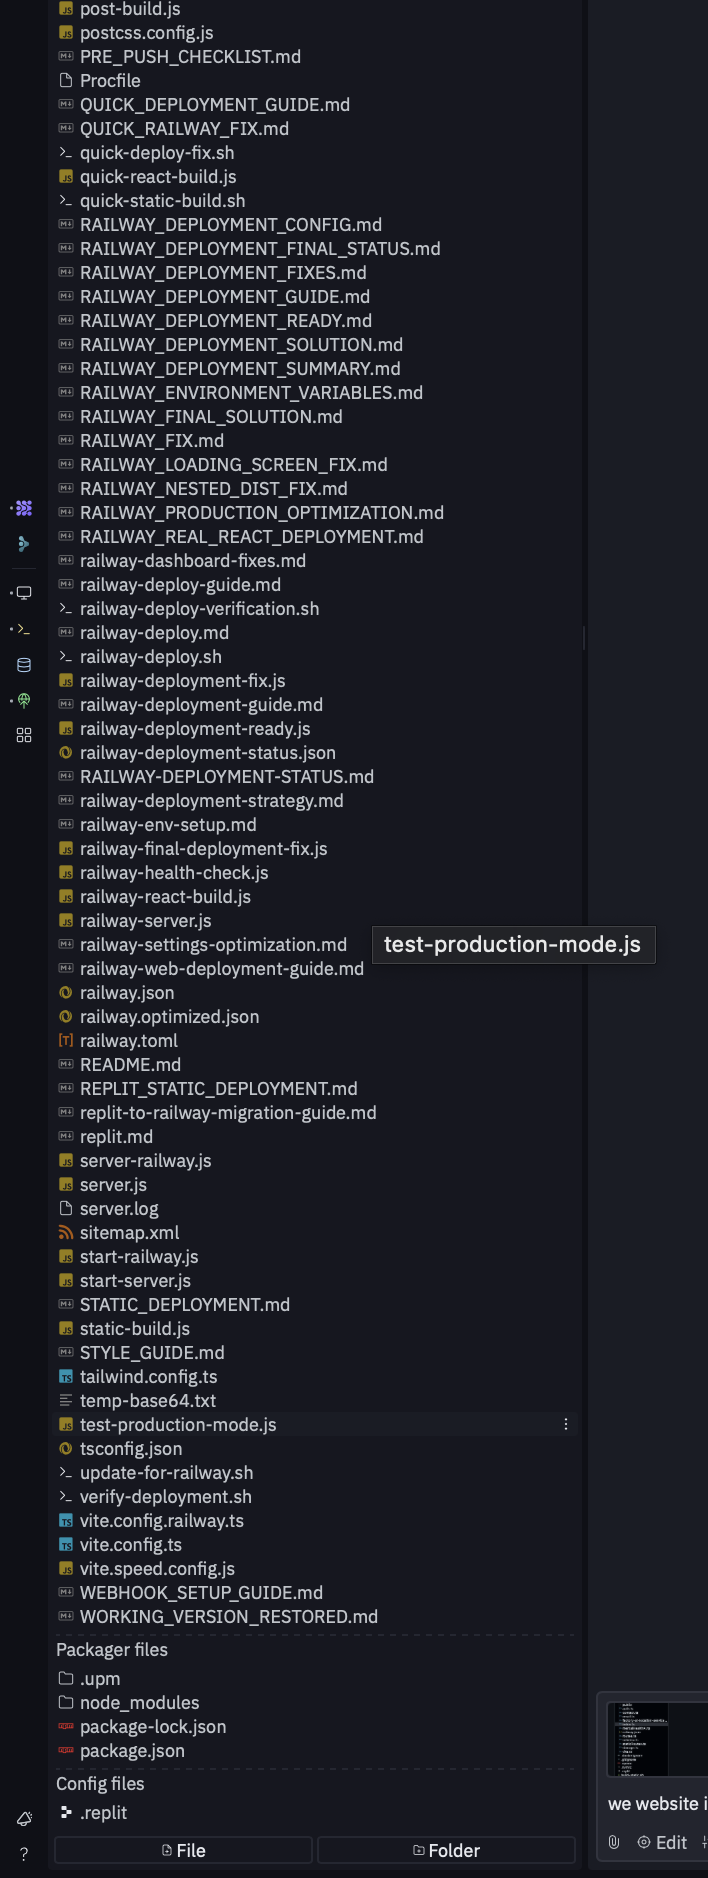 post-build.js
postcss.config.js
PRE_PUSH_CHECKLIST.md
Procfile
QUICK_DEPLOYMENT_GUIDE.md
QUICK_RAILWAY_FIX.md
quick-deploy-fix.sh
quick-react-build.js
quick-static-build.sh
RAILWAY_DEPLOYMENT_CONFIG.md
RAILWAY_DEPLOYMENT_FINAL_STATUS.md
RAILWAY_DEPLOYMENT_FIXES.md
RAILWAY_DEPLOYMENT_GUIDE.md
RAILWAY_DEPLOYMENT_READY.md
RAILWAY_DEPLOYMENT_SOLUTION.md
RAILWAY_DEPLOYMENT_SUMMARY.md
RAILWAY_ENVIRONMENT_VARIABLES.md
RAILWAY_FINAL_SOLUTION.md
RAILWAY_FIX.md
RAILWAY_LOADING_SCREEN_FIX.md
RAILWAY_NESTED_DIST_FIX.md
RAILWAY_PRODUCTION_OPTIMIZATION.md
RAILWAY_REAL_REACT_DEPLOYMENT.md
railway-dashboard-fixes.md
railway-deploy-guide.md
railway-deploy-verification.sh
railway-deploy.md
railway-deploy.sh
railway-deployment-fix.js
railway-deployment-guide.md
railway-deployment-ready.js
railway-deployment-status.json
RAILWAY-DEPLOYMENT-STATUS.md
railway-deployment-strategy.md
railway-env-setup.md
railway-final-deployment-fix.js
railway-health-check.js
railway-react-build.js
railway-server.js
railway-settings-optimization.md
test-production-mode.js
railway-web-deployment-guide.md
railway.json
railway.optimized.json
railway.toml
README.md
REPLIT_STATIC_DEPLOYMENT.md
replit-to-railway-migration-guide.md
replit.md
server-railway.js
server.js
server.log
sitemap.xml
start-railway.js
start-server.js
STATIC_DEPLOYMENT.md
static-build.js
STYLE_GUIDE.md
tailwind.config.ts
temp-base64.txt
test-production-mode.js
tsconfig.json
update-for-railway.sh
verify-deployment.sh
vite.config.railway.ts
vite.config.ts
vite.speed.config.js
WEBHOOK_SETUP_GUIDE.md
WORKING_VERSION_RESTORED.md
Packager files
.upm
node_modules
package-lock.json
package.json
Config files
.replit
File
Folder
we website i
Edit